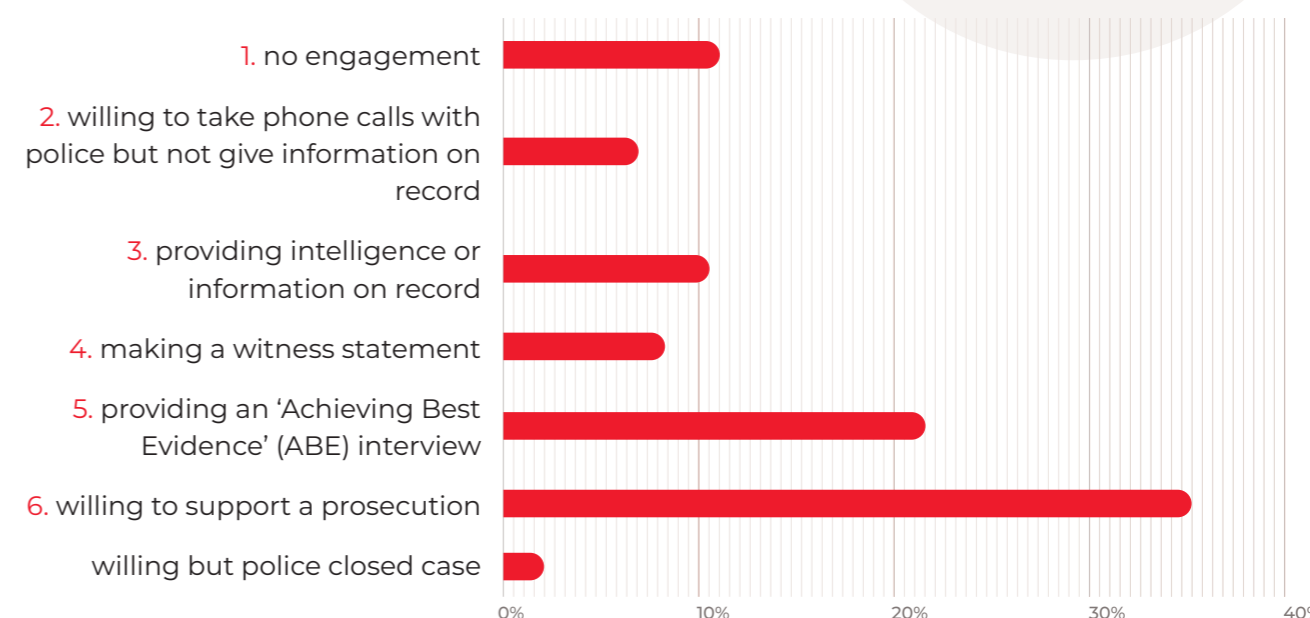 1. no engagement
2. willing to take phone calls with
police but not give information on
record
3. providing intelligence or
information on record
4. making a witness statement
5. providing an ‘Achieving Best
Evidence’ (ABE) interview
6. willing to support a prosecution
willing but police closed case
0% 10% 20% 30% 40%